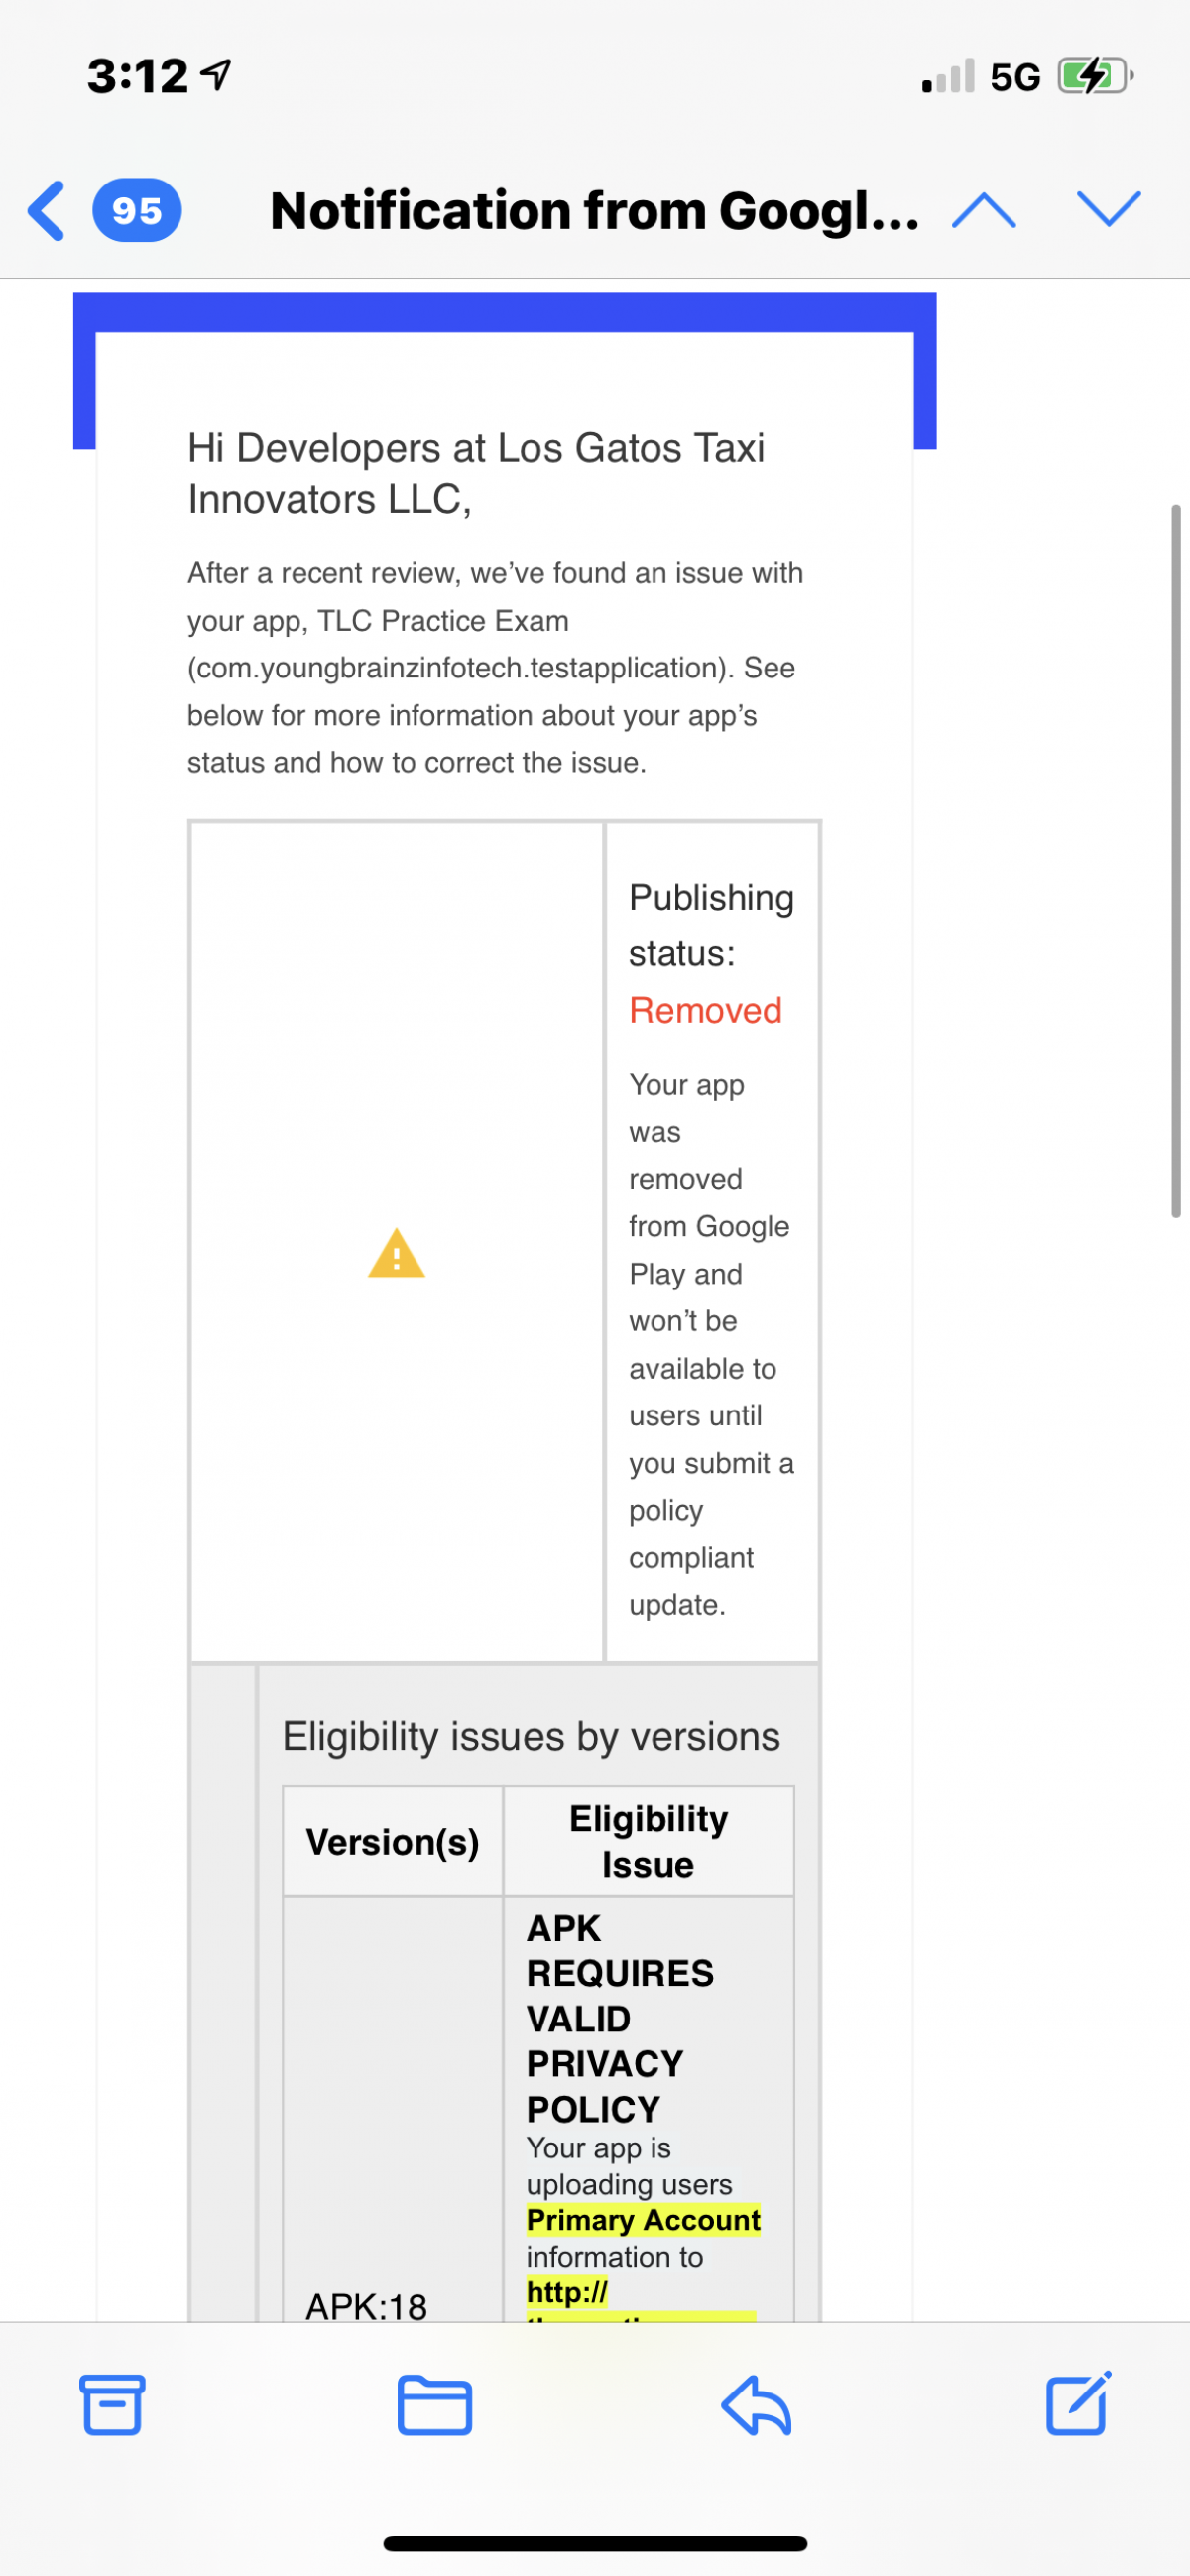 3:12
5G
95
Notification from Googl...
Hi Developers at Los Gatos Taxi
Innovators LLC,
After a recent review, we’ve found an issue with
your app, TLC Practice Exam
(com.youngbrainzinfotech.testapplication). See
below for more information about your app’s
status and how to correct the issue.
Publishing
status:
Removed
Your app
was
removed
from Google
Play and
won’t be
available to
users until
you submit a
policy
compliant
update.
Eligibility issues by versions
Version(s)
Eligibility
Issue
APK
REQUIRES
VALID
PRIVACY
POLICY
Your app is
uploading users
Primary Account
information to
http://
APK:18